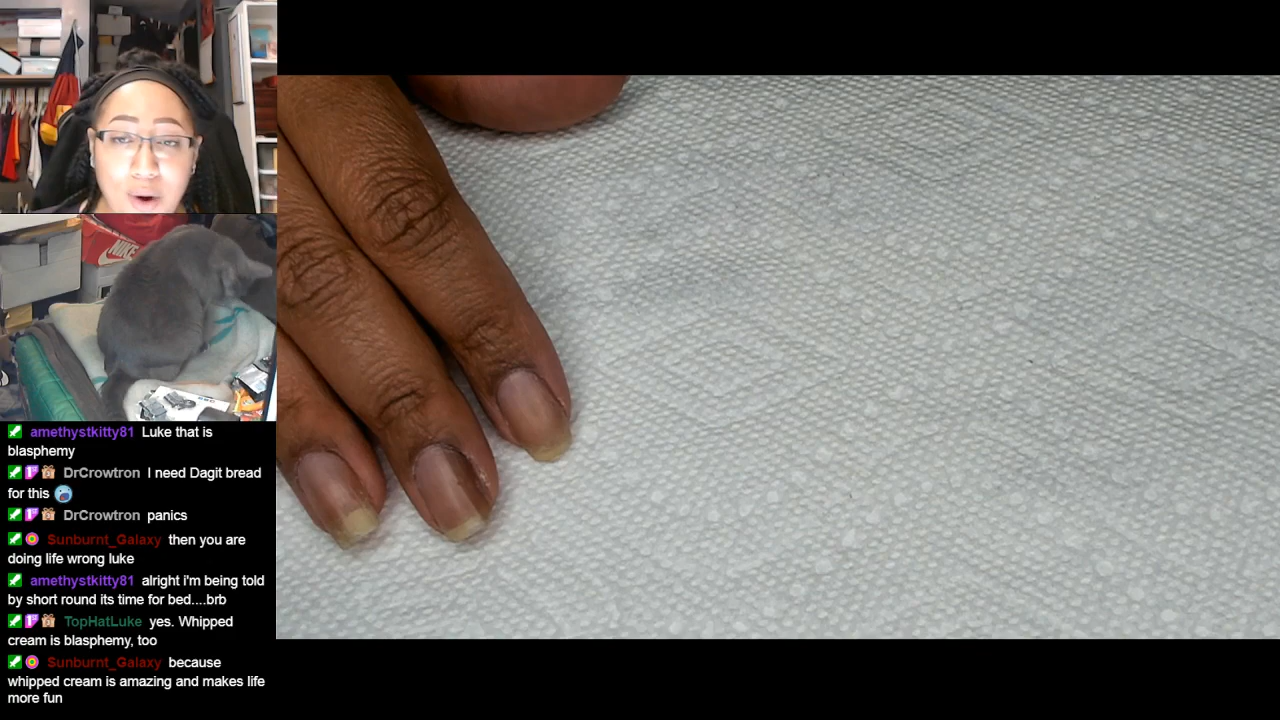 NIKE
amethystkitty81 Luke that is
blasphemy
DrCrowtron I need Dagit bread
for this
DrCrowtron panics
Sunburnt_Galaxy then you are
doing life wrong luke
amethystkitty81 alright i'm being told
by short round its time for bed....brb
TopHatLuke yes. Whipped
cream is blasphemy, too
Sunburnt_Galaxy because
whipped cream is amazing and makes life
more fun